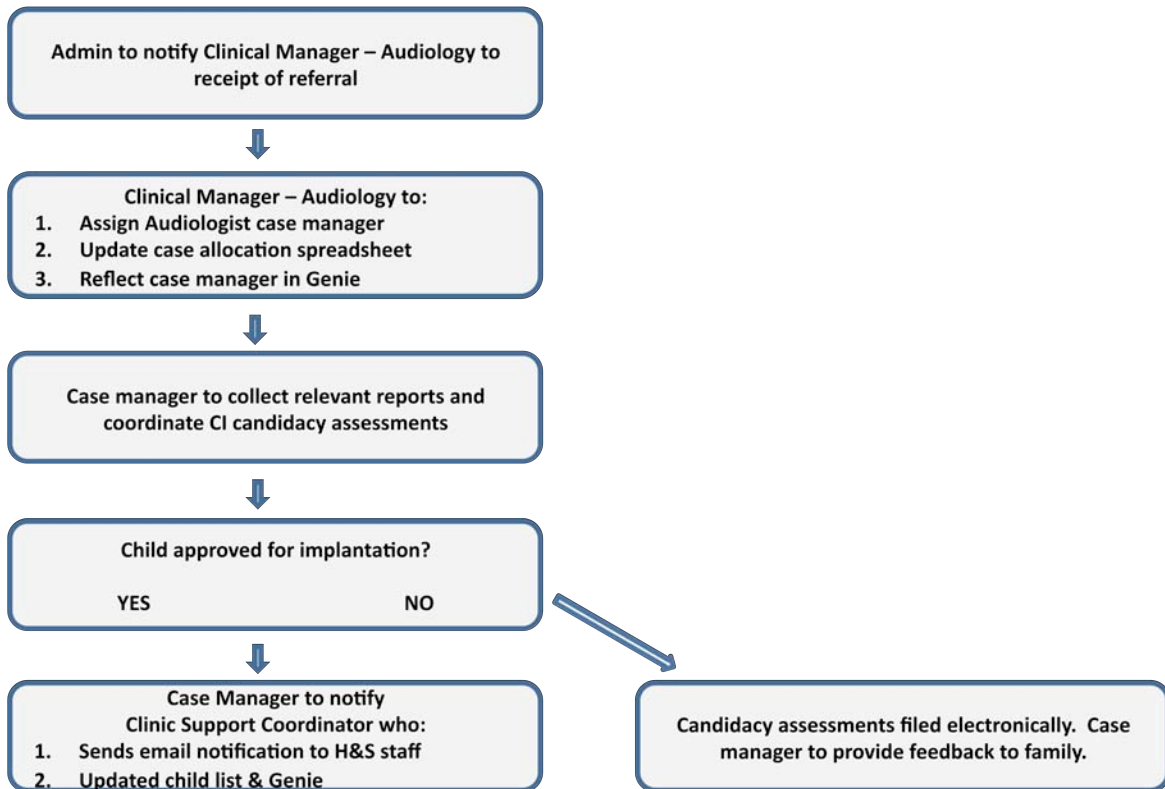 Admin to notify Clinical Manager – Audiology to
receipt of referral
Clinical Manager – Audiology to:
1. Assign Audiologist case manager
2. Update case allocation spreadsheet
3. Reflect case manager in Genie
Case manager to collect relevant reports and
coordinate CI candidacy assessments
Child approved for implantation?
YES NO
Case Manager to notify
Clinic Support Coordinator who:
1. Sends email notification to H&S staff
2. Updated child list & Genie
Candidacy assessments filed electronically. Case
manager to provide feedback to family.